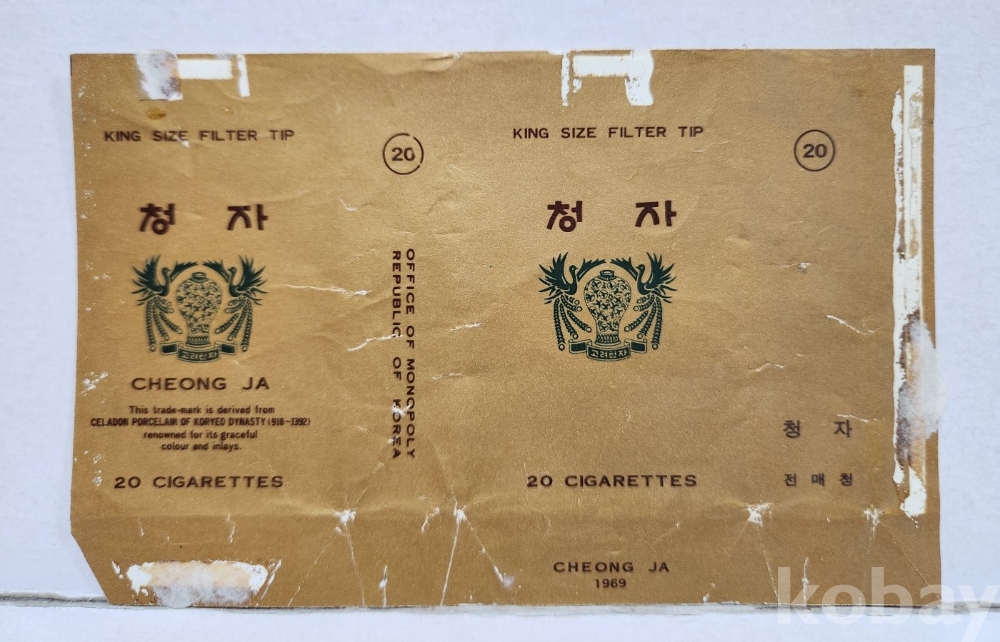 KING SIZE FILTER TIP
20
청 자
고려청자
CHEONG JA
This trade-mark is derived from
CELADON PORCELAIN OF KORYEO DYNASTY (918-1392)
renowned for its graceful
colour and inlays.
20 CIGARETTES
OFFICE OF MONOPOLY
REPUBLIC OF KOREA
KING SIZE FILTER TIP
20
청 자
고려청자
20 CIGARETTES
청 자
전매청
CHEONG JA
1969
kobay